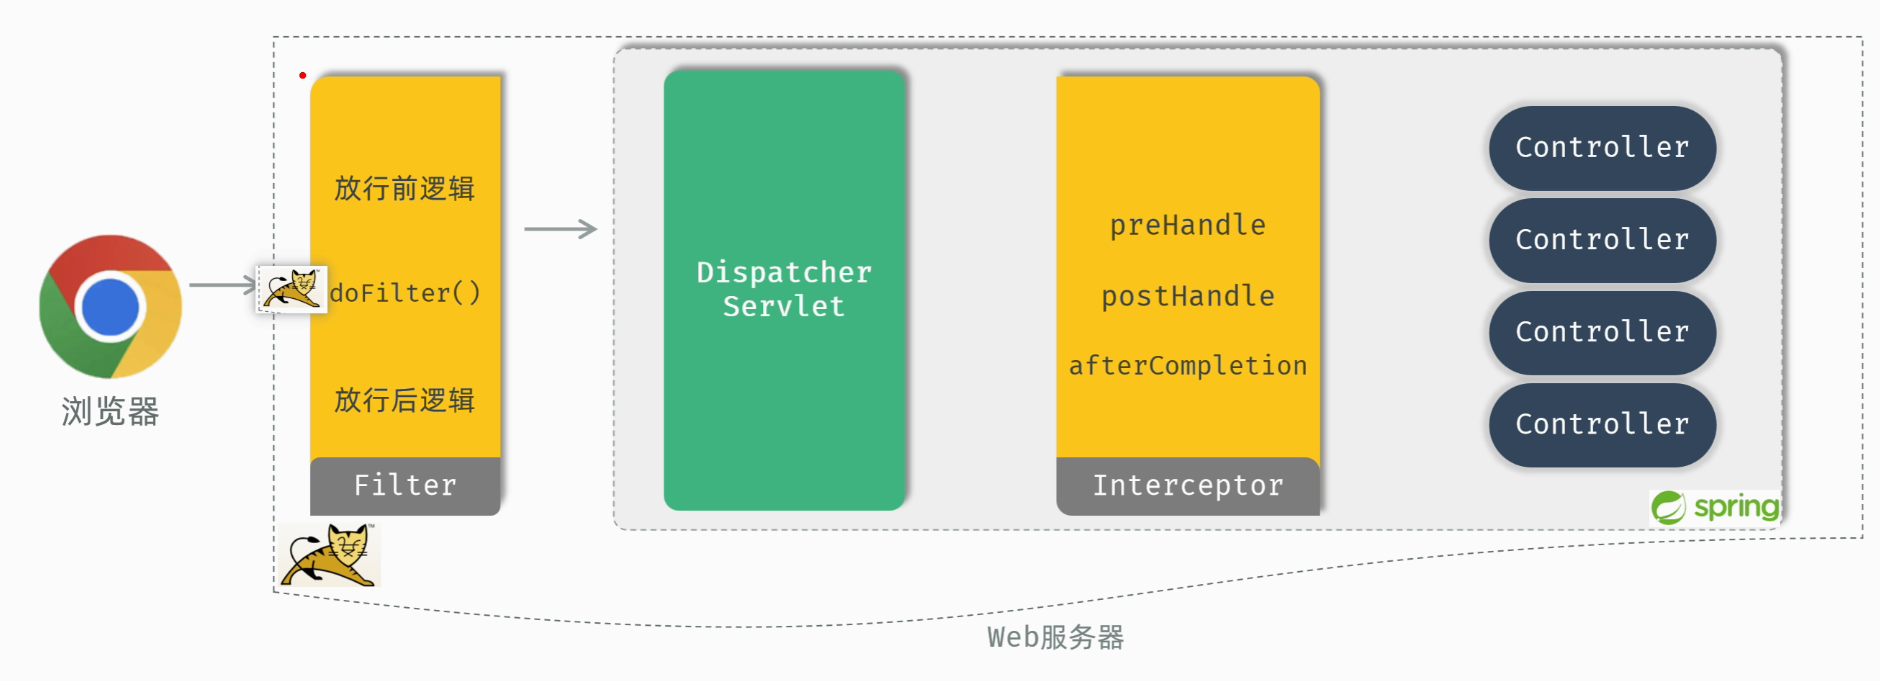 浏览器
放行前逻辑
doFilter()
放行后逻辑
Filter
Dispatcher
Servlet
preHandle
postHandle
afterCompletion
Interceptor
Controller
Controller
Controller
Controller
spring
Web服务器